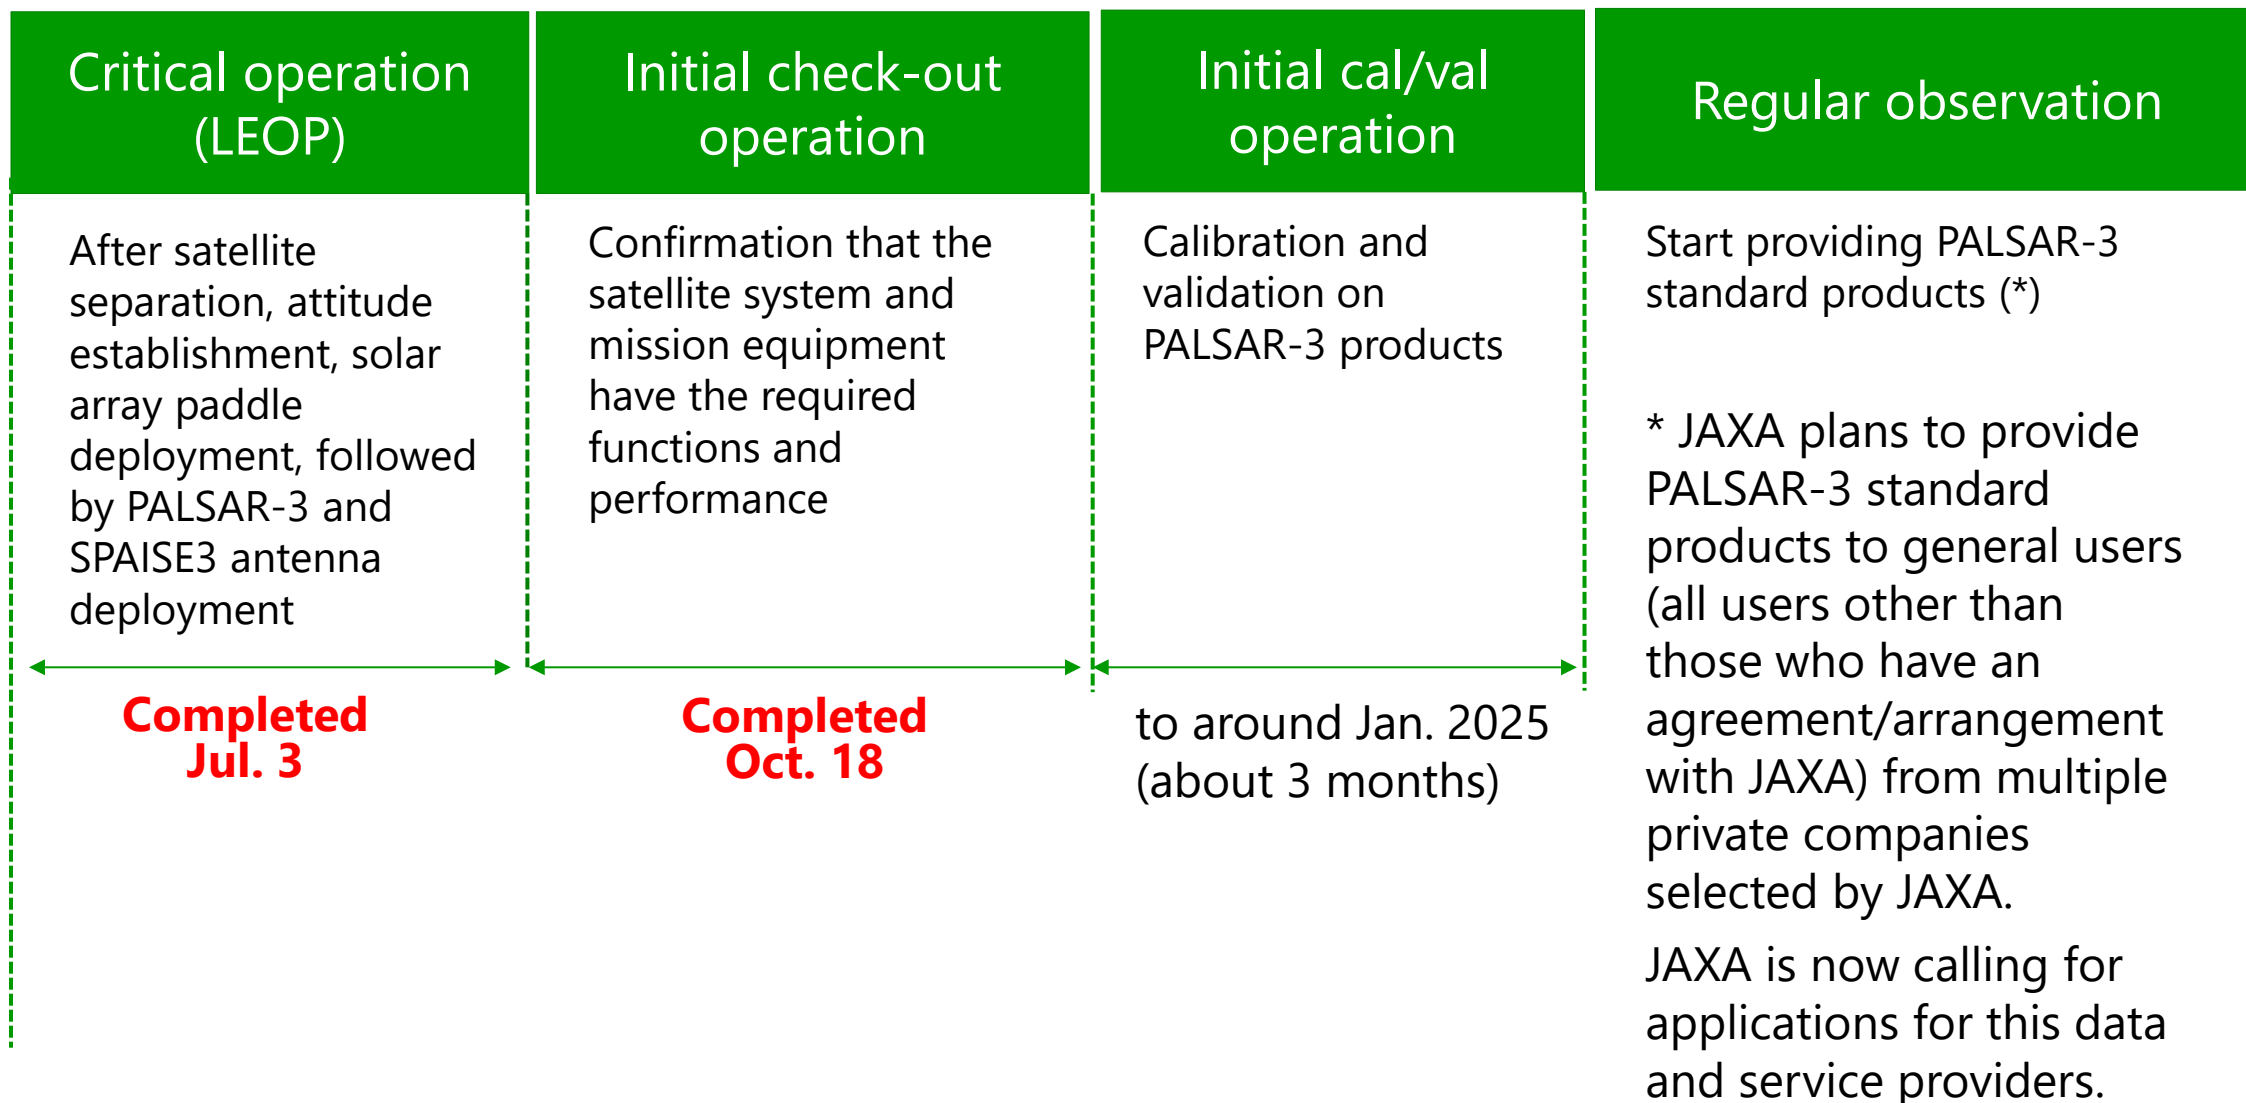 Critical operation
(LEOP)
Initial check-out
operation
Initial cal/val
operation
Regular observation
After satellite
separation, attitude
establishment, solar
array paddle
deployment, followed
by PALSAR-3 and
SPAISE3 antenna
deployment
Confirmation that the
satellite system and
mission equipment
have the required
functions and
performance
Calibration and
validation on
PALSAR-3 products
Start providing PALSAR-3
standard products (*)
* JAXA plans to provide
PALSAR-3 standard
products to general users
(all users other than
those who have an
agreement/arrangement
with JAXA) from multiple
private companies
selected by JAXA.
JAXA is now calling for
applications for this data
and service providers.
Completed
Jul. 3
Completed
Oct. 18
to around Jan. 2025
(about 3 months)